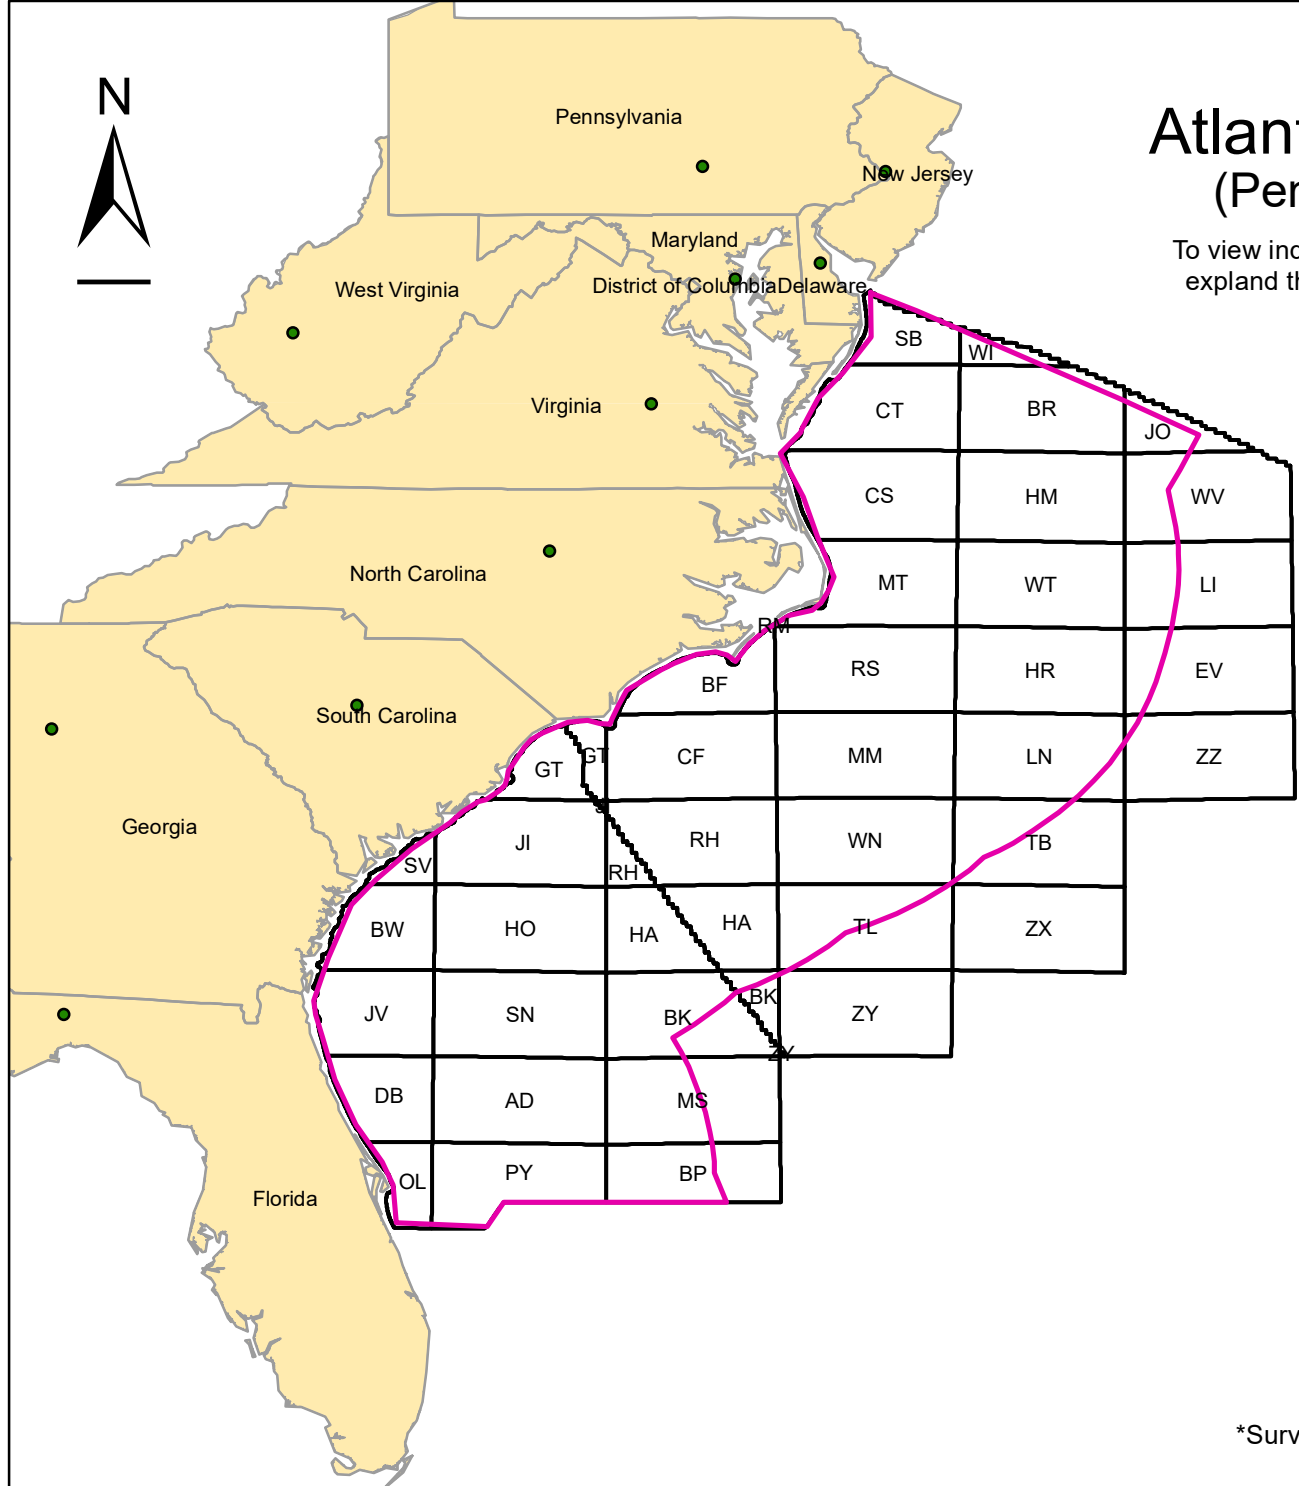 N
Atlan
(Per
To view ind
expland th
Pennsylvania
New Jersey
Maryland
West Virginia
District of Columbia
Delaware
Virginia
North Carolina
South Carolina
Georgia
Florida
SB
WI
CT
BR
JO
CS
HM
WV
MT
WT
LI
RM
BF
RS
HR
EV
GT
GT
CF
MM
LN
ZZ
SV
JI
RH
RH
WN
TB
BW
HO
HA
HA
TL
ZX
JV
SN
BK
BK
ZY
ZY
DB
AD
MS
OL
PY
BP
*Surv